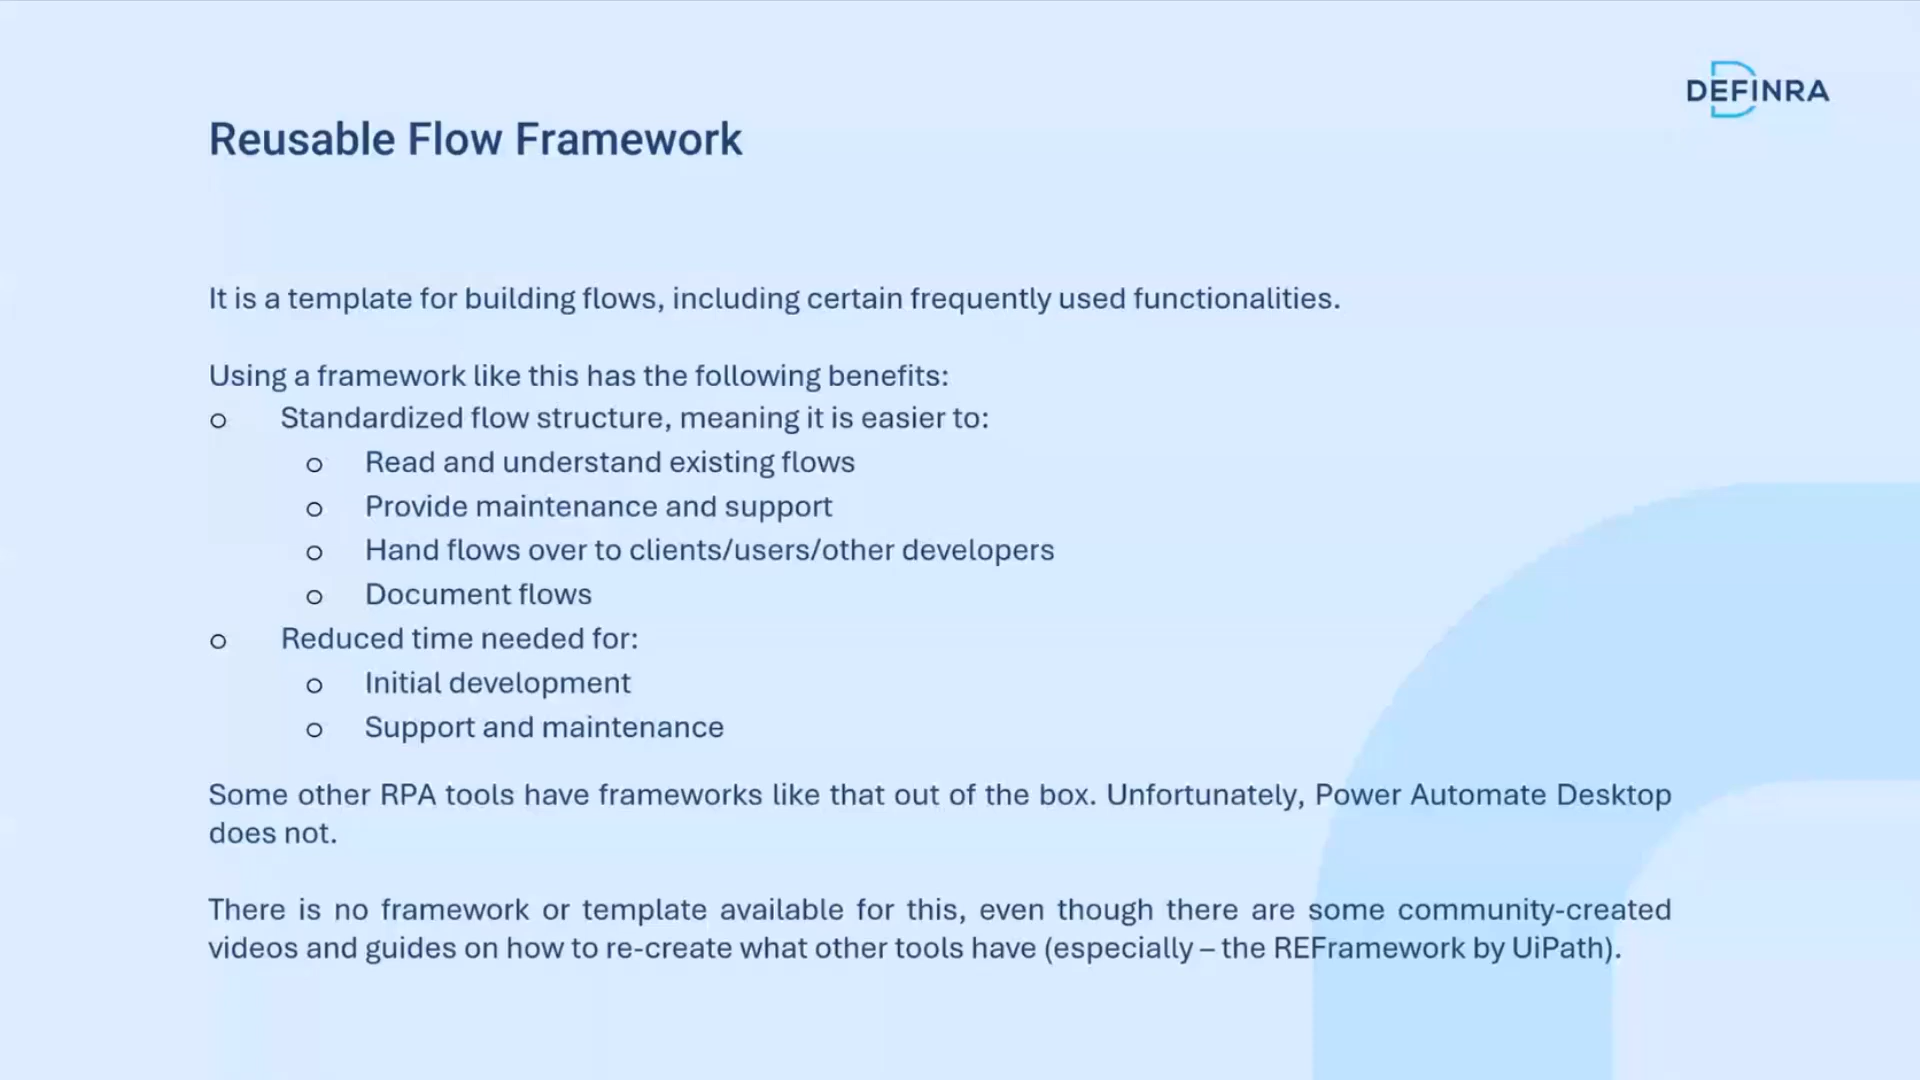 DEFINRA
Reusable Flow Framework
It is a template for building flows, including certain frequently used functionalities.
Using a framework like this has the following benefits:
o Standardized flow structure, meaning it is easier to:
o Read and understand existing flows
o Provide maintenance and support
o Hand flows over to clients/users/other developers
o Document flows
o Reduced time needed for:
o Initial development
o Support and maintenance
Some other RPA tools have frameworks like that out of the box. Unfortunately, Power Automate Desktop
does not.
There is no framework or template available for this, even though there are some community-created
videos and guides on how to re-create what other tools have (especially – the REFramework by UiPath).